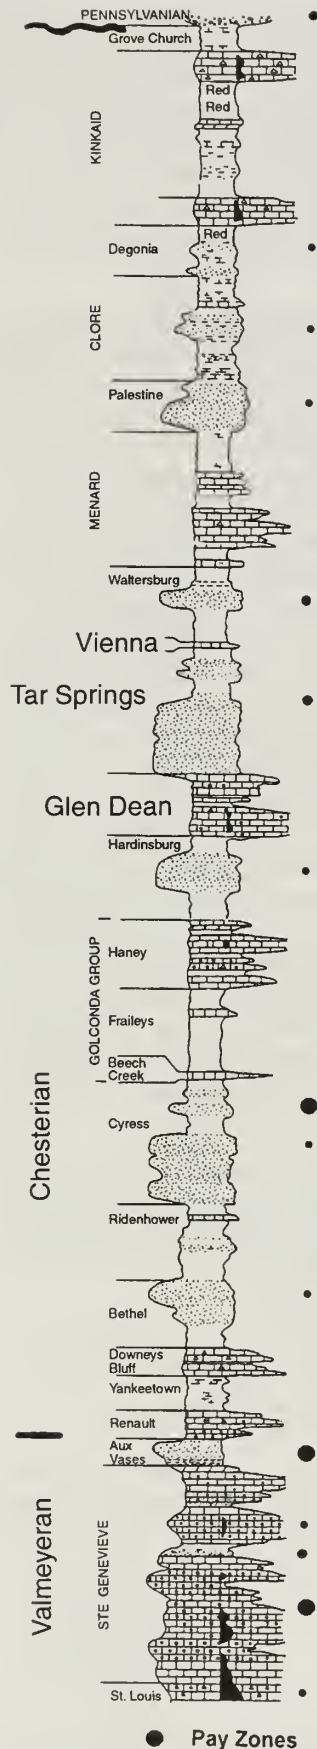 PENNSYLVANIAN
Grove Church
Red
Red
KINKAID
Red
Degonia
CLORE
Palestine
MENARD
Waltersburg
Vienna
Tar Springs
Glen Dean
Hardinsburg
GOLCONDA GROUP
Haney
Fraileys
Beech
Creek
Chesterian
Cyress
Ridenhower
Bethel
Downeys
Bluff
Yankeetown
Renault
Aux
Vases
Valmeyeran
STE GENEVIEVE
St. Louis
Pay Zones